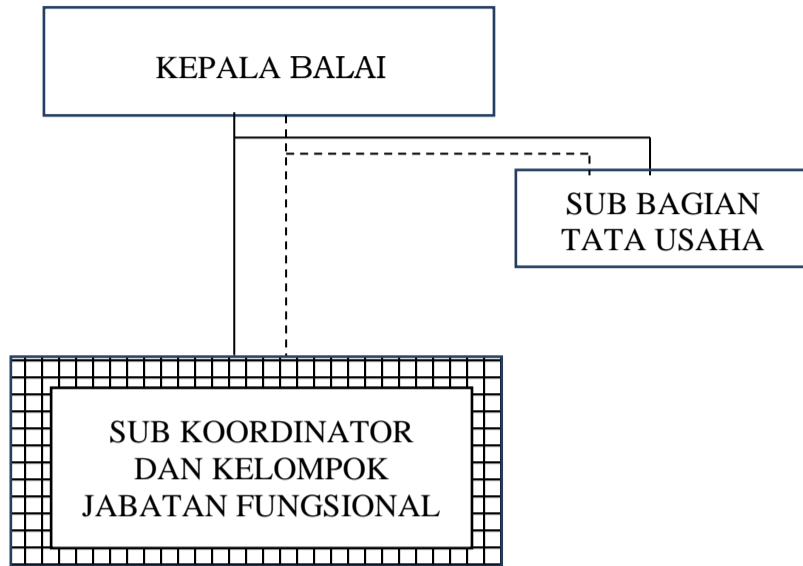 KEPALA BALAI
SUB BAGIAN
TATA USAHA
SUB KOORDINATOR
DAN KELOMPOK
JABATAN FUNGSIONAL